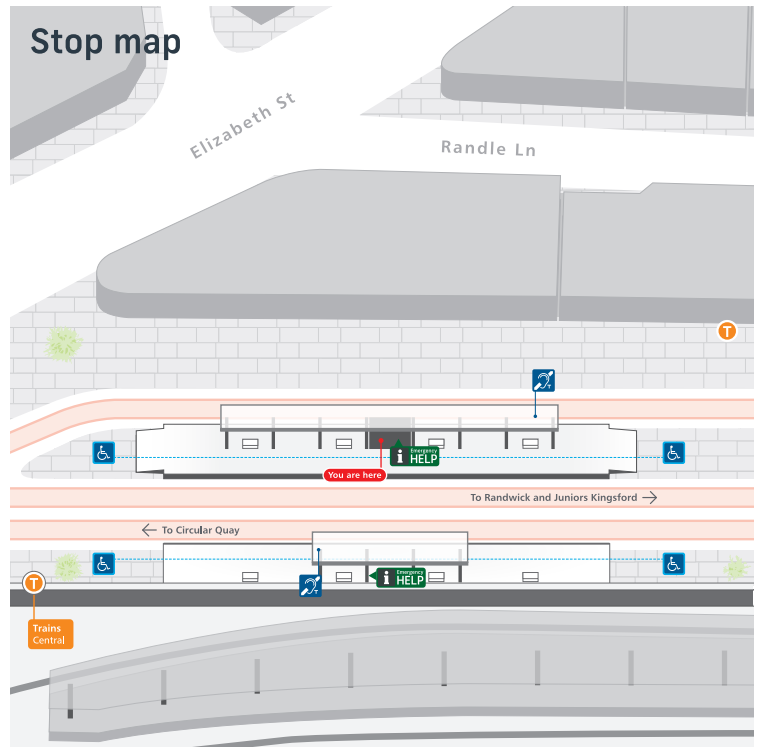 Stop map
Elizabeth St
Randle Ln
T
T
Emergency
i HELP
You are here
To Randwick and Juniors Kingsford →
← To Circular Quay
Emergency
i HELP
T
T
Trains
Central